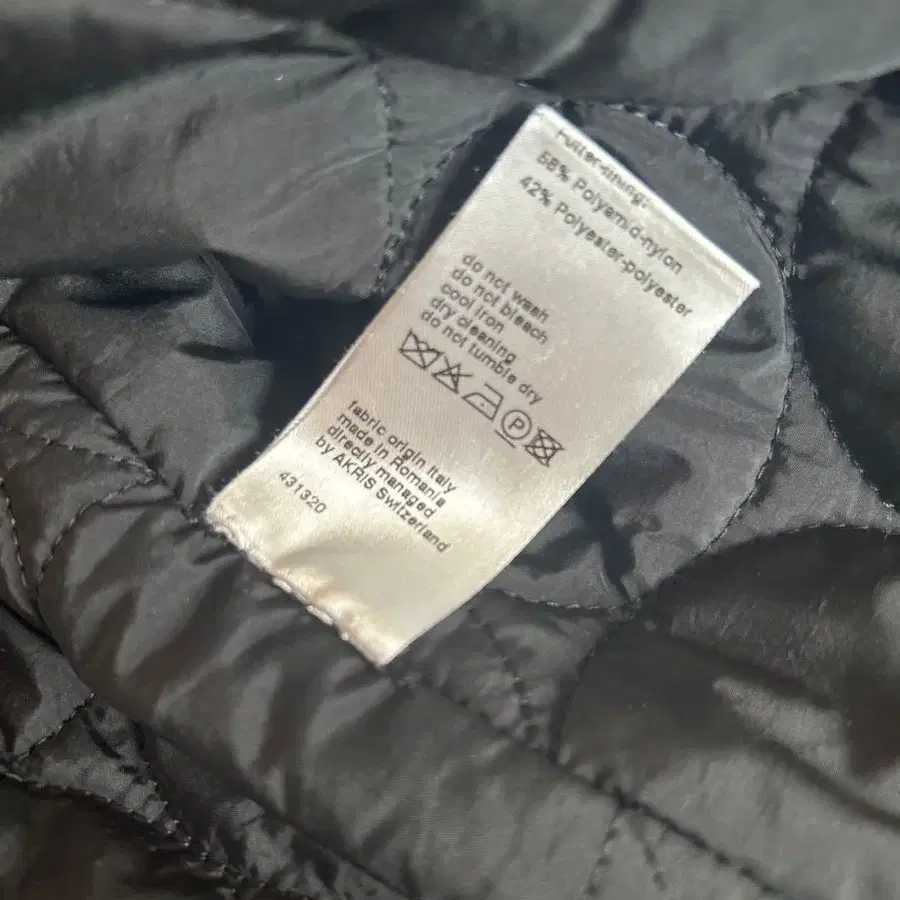 Futter-lining:
58% Polyamid-nylon
42% Polyester-polyester
do not wash
do not bleach
cool iron
dry cleaning
do not tumble dry
P
fabric origin Italy
made in Romania
directly managed
by AKRIS Switzerland
431320